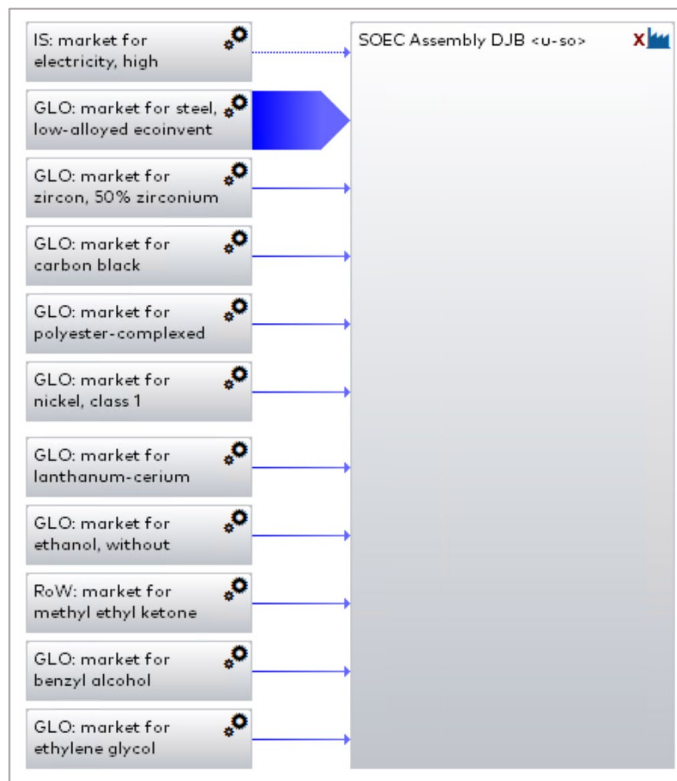 IS: market for
electricity, high
SOEC Assembly DJB <u-so>
X
GLO: market for steel,
low-alloyed ecoinvent
GLO: market for
zircon, 50% zirconium
GLO: market for
carbon black
GLO: market for
polyester-complexed
GLO: market for
nickel, class 1
GLO: market for
lanthanum-cerium
GLO: market for
ethanol, without
RoW: market for
methyl ethyl ketone
GLO: market for
benzyl alcohol
GLO: market for
ethylene glycol